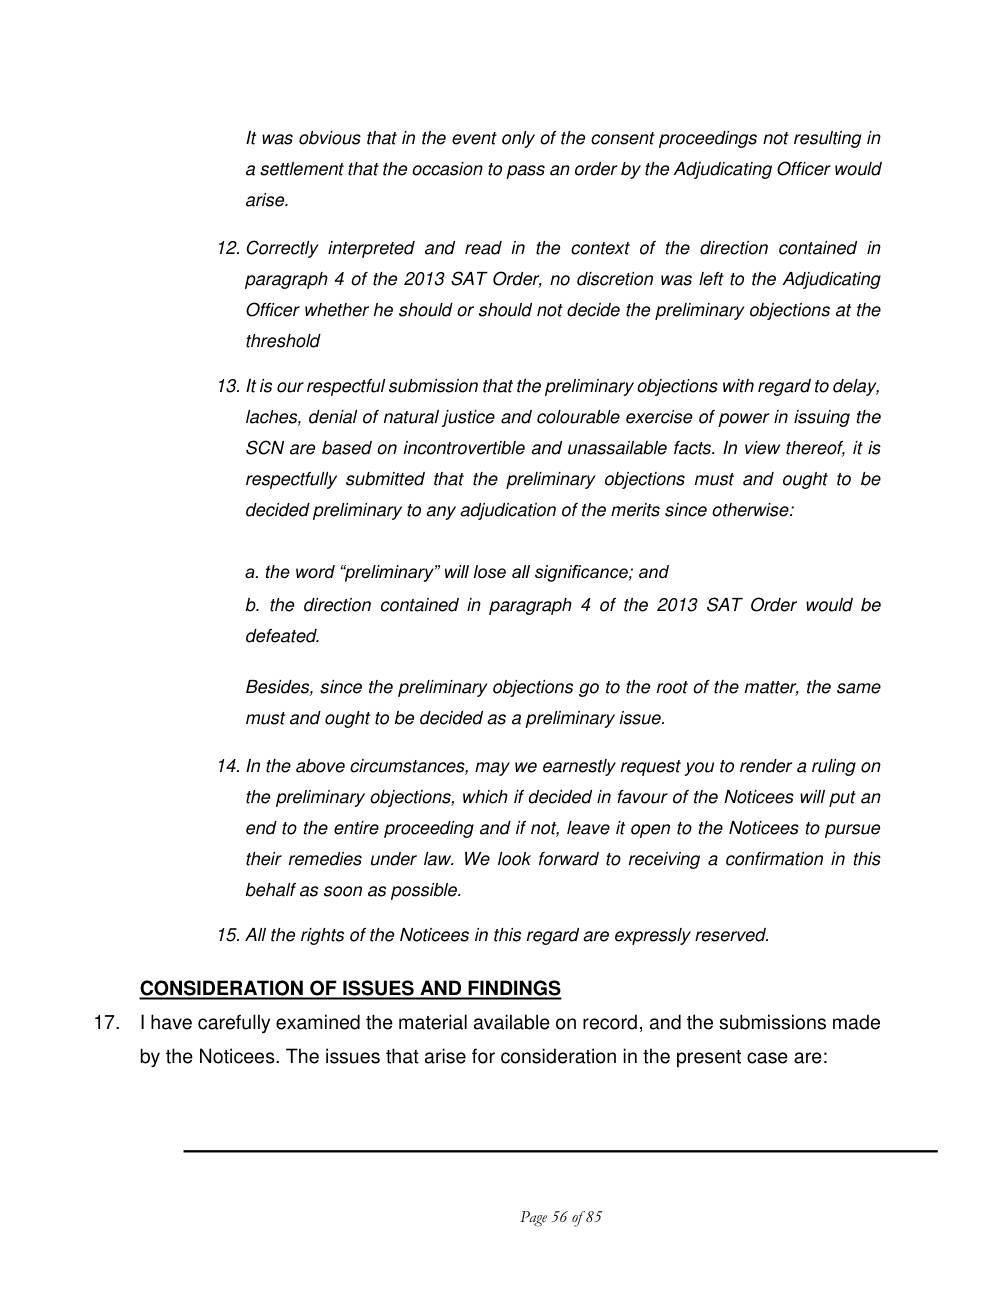 It was obvious that in the event only of the consent proceedings not resulting in
a settlement that the occasion to pass an order by the Adjudicating Officer would
arise.
12. Correctly interpreted and read in the context of the direction contained in
paragraph 4 of the 2013 SAT Order, no discretion was left to the Adjudicating
Officer whether he should or should not decide the preliminary objections at the
threshold
13. It is our respectful submission that the preliminary objections with regard to delay,
laches, denial of natural justice and colourable exercise of power in issuing the
SCN are based on incontrovertible and unassailable facts. In view thereof, it is
respectfully submitted that the preliminary objections must and ought to be
decided preliminary to any adjudication of the merits since otherwise:
a. the word “preliminary” will lose all significance; and
b. the direction contained in paragraph 4 of the 2013 SAT Order would be
defeated.
Besides, since the preliminary objections go to the root of the matter, the same
must and ought to be decided as a preliminary issue.
14. In the above circumstances, may we earnestly request you to render a ruling on
the preliminary objections, which if decided in favour of the Noticees will put an
end to the entire proceeding and if not, leave it open to the Noticees to pursue
their remedies under law. We look forward to receiving a confirmation in this
behalf as soon as possible.
15. All the rights of the Noticees in this regard are expressly reserved.
CONSIDERATION OF ISSUES AND FINDINGS
17. I have carefully examined the material available on record, and the submissions made
by the Noticees. The issues that arise for consideration in the present case are:
Page 56 of 85